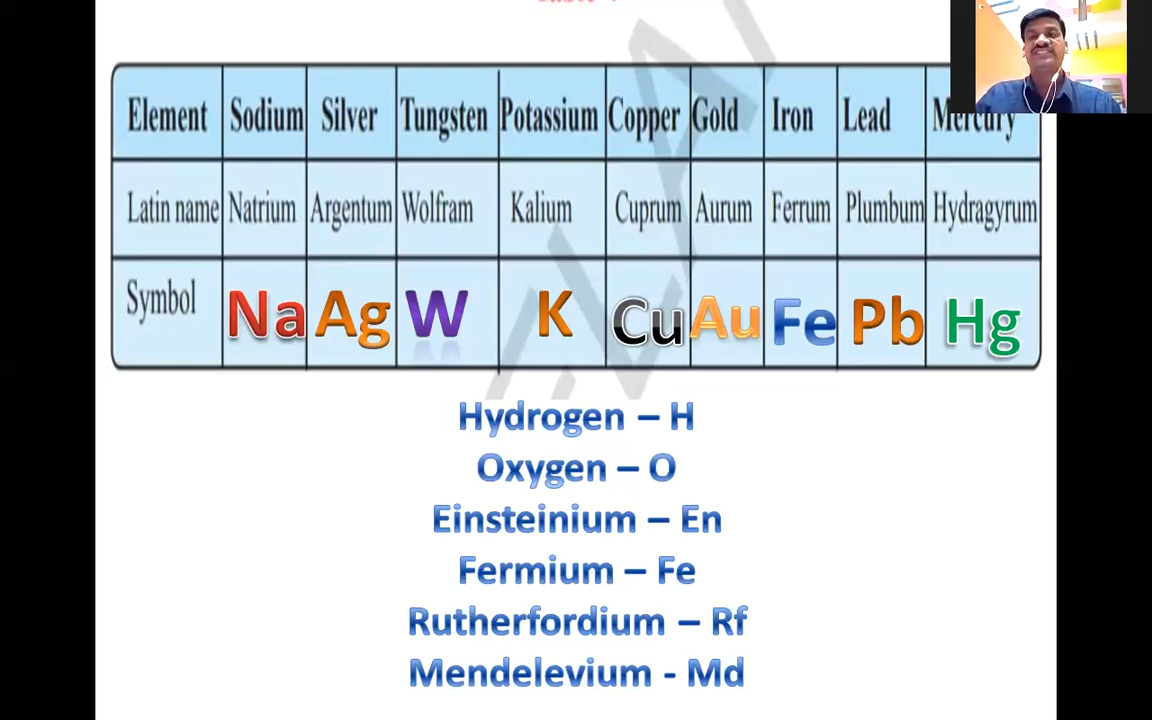 Element Sodium Silver Tungsten Potassium Copper Gold Iron Lead Mercury
Latin name Natrium Argentum Wolfram Kalium Cuprum Aurum Ferrum Plumbum Hydragyrum
Symbol Na Ag W K Cu Au Fe Pb Hg
Hydrogen – H
Oxygen – O
Einsteinium – En
Fermium – Fe
Rutherfordium – Rf
Mendelevium - Md